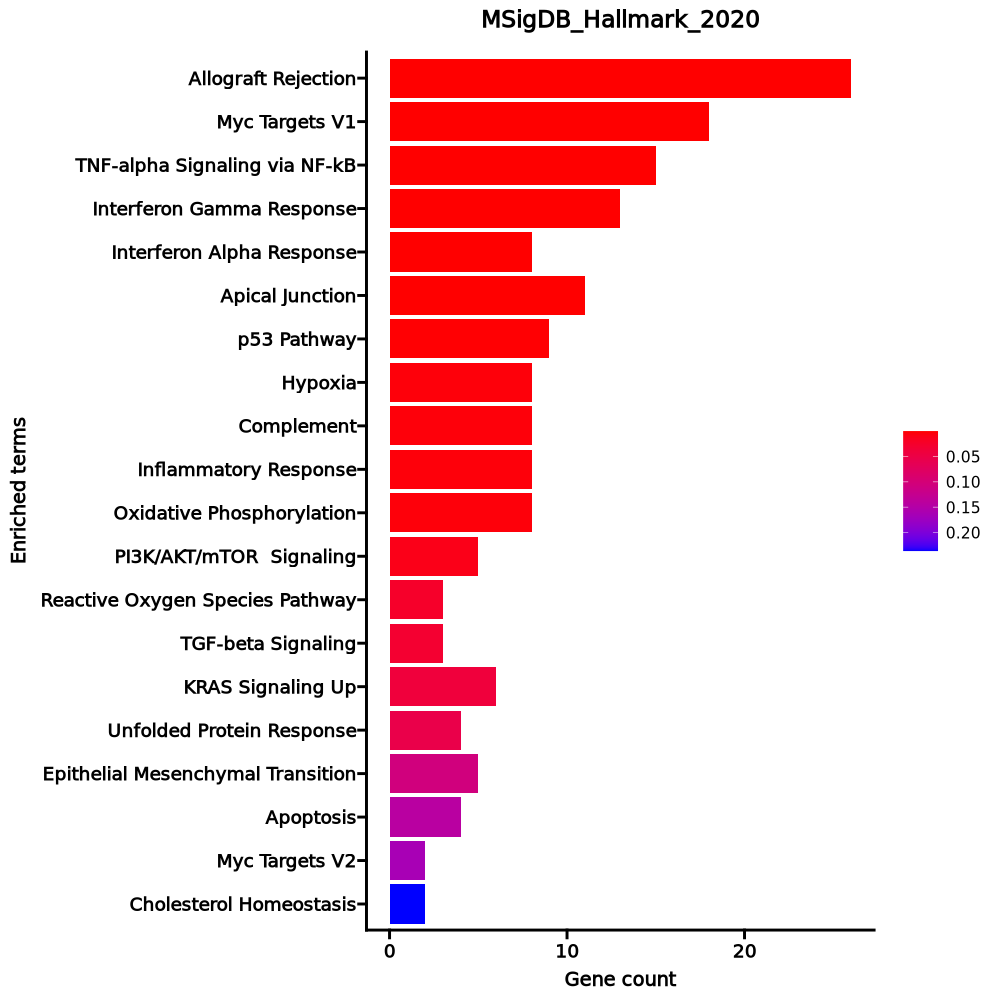 MSigDB_Hallmark_2020
Allograft Rejection
Myc Targets V1
TNF-alpha Signaling via NF-kB
Interferon Gamma Response
Interferon Alpha Response
Apical Junction
p53 Pathway
Hypoxia
Complement
Inflammatory Response
Oxidative Phosphorylation
PI3K/AKT/mTOR  Signaling
Reactive Oxygen Species Pathway
TGF-beta Signaling
KRAS Signaling Up
Unfolded Protein Response
Epithelial Mesenchymal Transition
Apoptosis
Myc Targets V2
Cholesterol Homeostasis
Enriched terms
0 10 20
Gene count
0.05
0.10
0.15
0.20